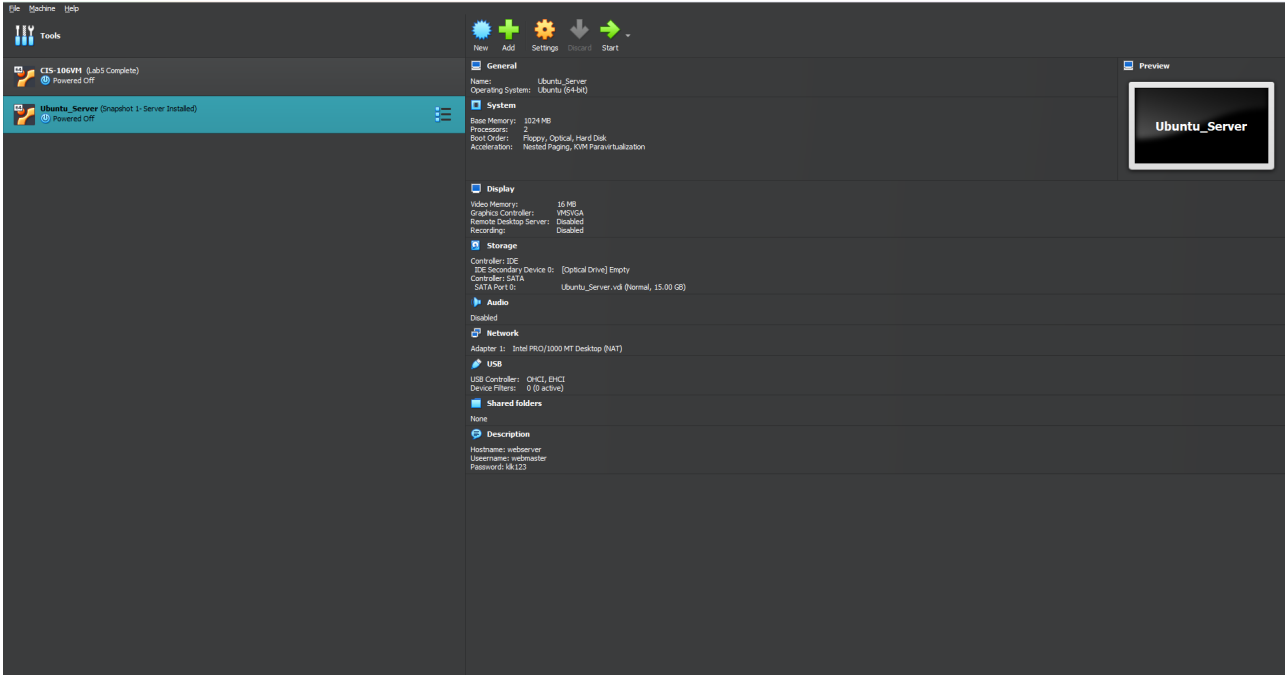 File Machine Help
Tools
CIS-106VM (Lab5 Complete)
Powered Off
Ubuntu_Server (Snapshot 1- Server Installed)
Powered Off
New Add Settings Discard Start
General
Name: Ubuntu_Server
Operating System: Ubuntu (64-bit)
System
Base Memory: 1024 MB
Processors: 2
Boot Order: Floppy, Optical, Hard Disk
Acceleration: Nested Paging, KVM Paravirtualization
Preview
Ubuntu_Server
Display
Video Memory: 16 MB
Graphics Controller: VMSVGA
Remote Desktop Server: Disabled
Recording: Disabled
Storage
Controller: IDE
IDE Secondary Device 0: [Optical Drive] Empty
Controller: SATA
SATA Port 0: Ubuntu_Server.vdi (Normal, 15.00 GB)
Audio
Disabled
Network
Adapter 1: Intel PRO/1000 MT Desktop (NAT)
USB
USB Controller: OHCI, EHCI
Device Filters: 0 (0 active)
Shared folders
None
Description
Hostname: webserver
Useername: webmaster
Password: klk123